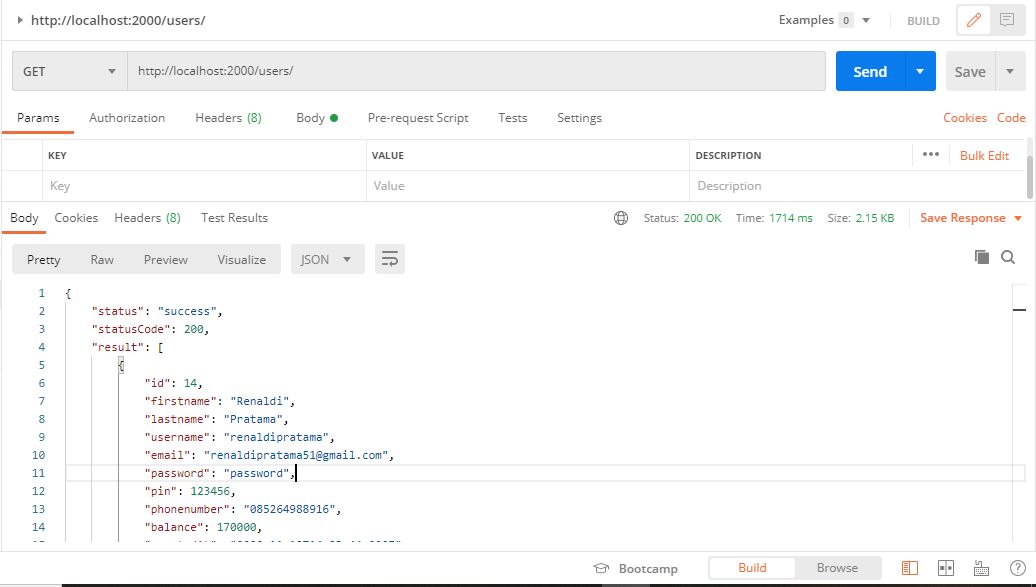 http://localhost:2000/users/ Examples 0 BUILD
GET http://localhost:2000/users/ Send Save
Params Authorization Headers (8) Body Pre-request Script Tests Settings Cookies Code
KEY VALUE DESCRIPTION ••• Bulk Edit
Key Value Description
Body Cookies Headers (8) Test Results Status: 200 OK Time: 1714 ms Size: 2.15 KB Save Response
Pretty Raw Preview Visualize JSON
1 {
2 "status": "success",
3 "statusCode": 200,
4 "result": [
5 {
6 "id": 14,
7 "firstname": "Renaldi",
8 "lastname": "Pratama",
9 "username": "renaldipratama",
10 "email": "renaldipratama51@gmail.com",
11 "password": "password",
12 "pin": 123456,
13 "phonenumber": "085264988916",
14 "balance": 170000,
Bootcamp Build Browse ?